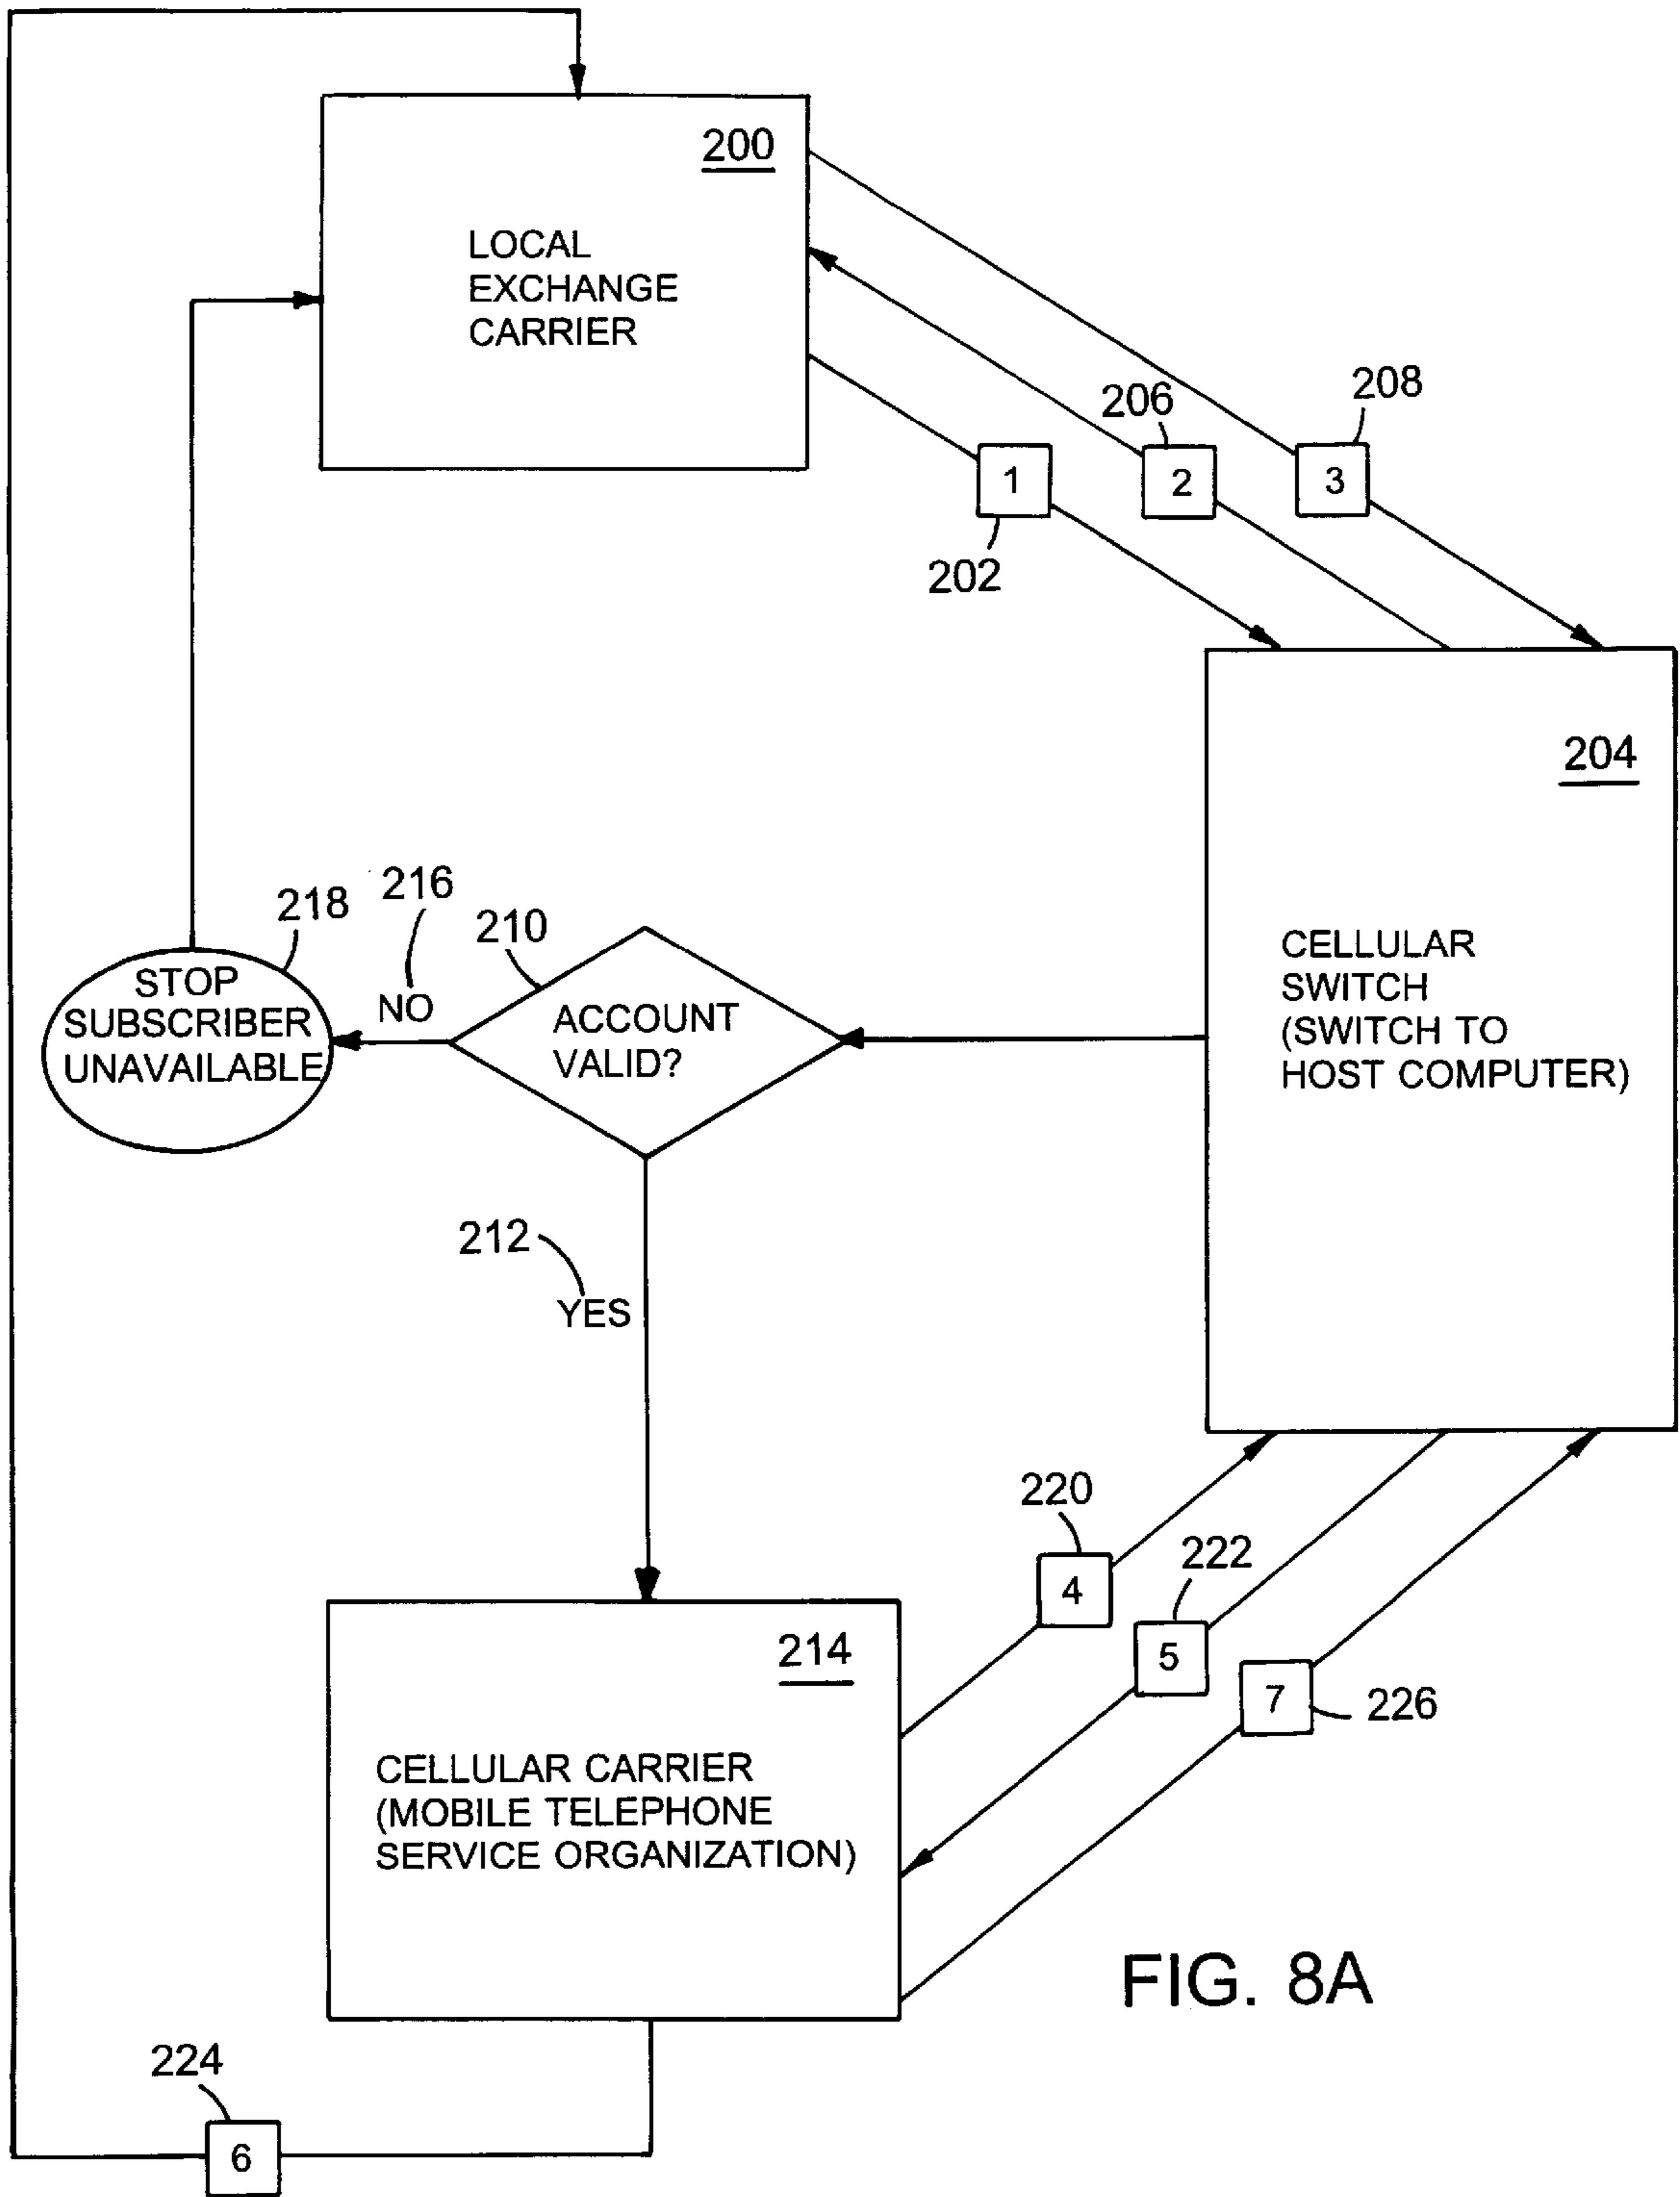 200
LOCAL
EXCHANGE
CARRIER
208
206
1
2
3
202
204
CELLULAR
SWITCH
(SWITCH TO
HOST COMPUTER)
216
218
210
STOP
SUBSCRIBER
UNAVAILABLE
NO
ACCOUNT
VALID?
212
YES
220
222
4
5
7
226
214
CELLULAR CARRIER
(MOBILE TELEPHONE
SERVICE ORGANIZATION)
FIG. 8A
224
6